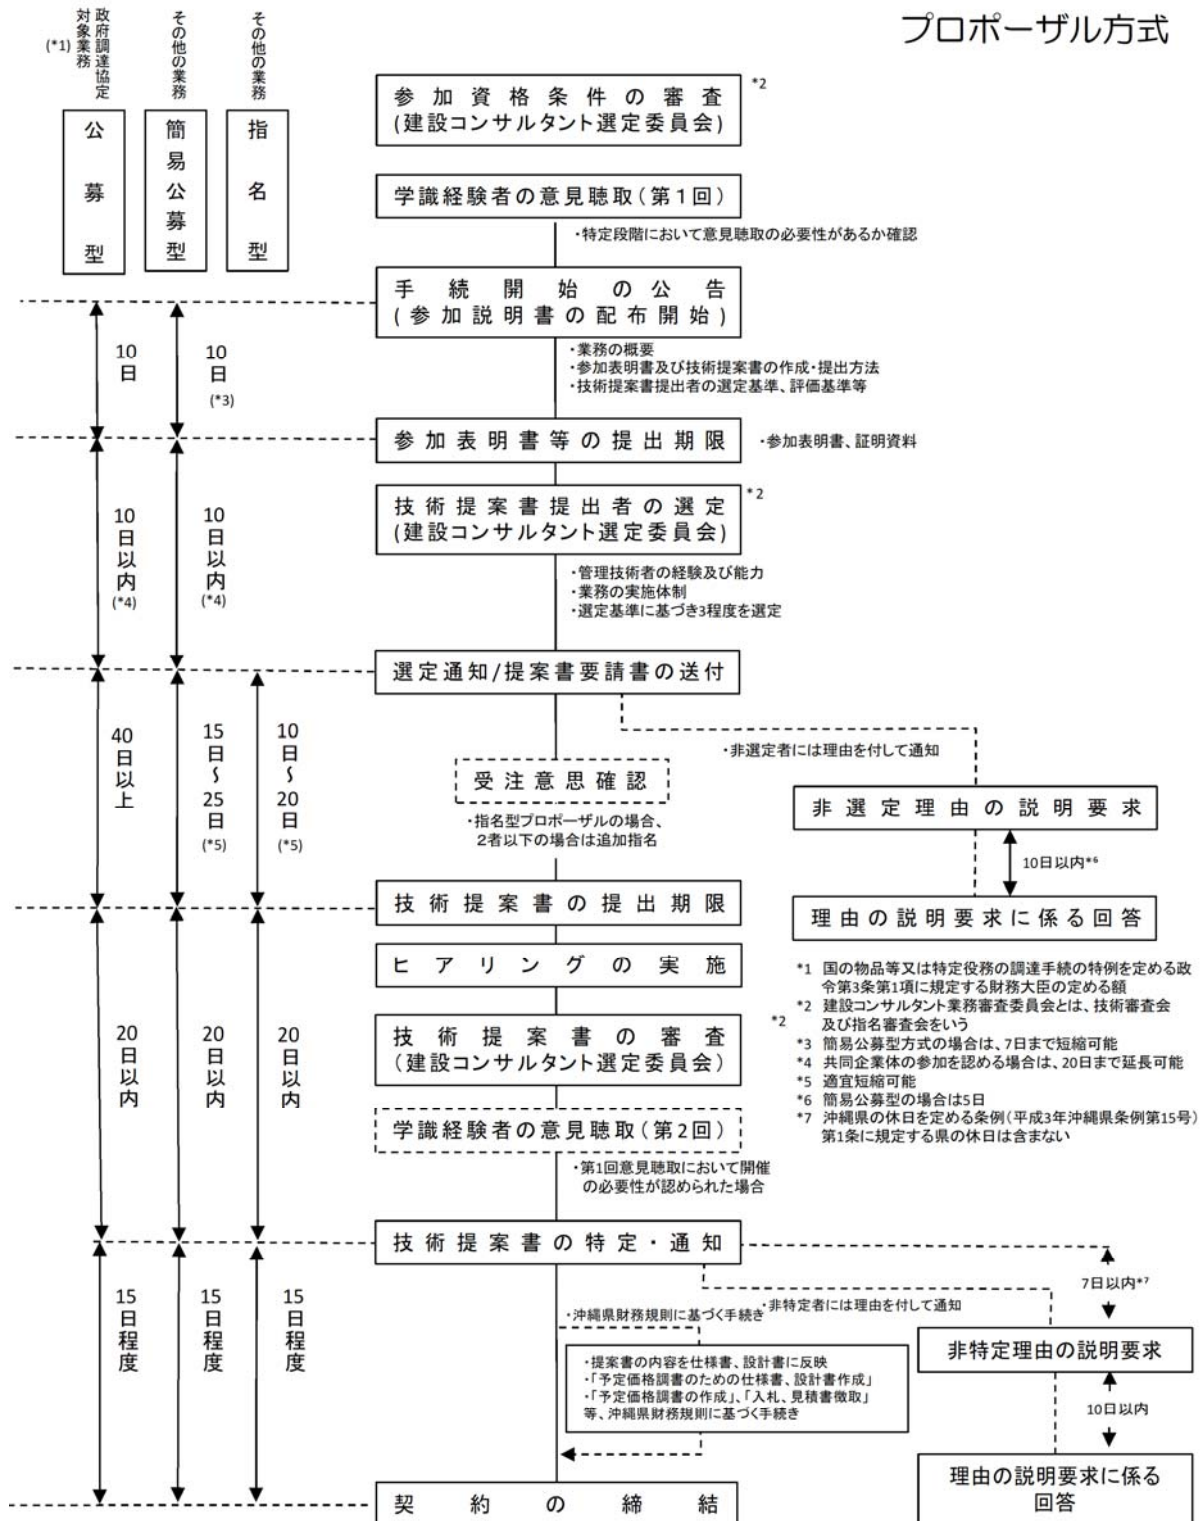 プロポーザル方式
政府調達協定
対象業務
(*1)
その他の業務
その他の業務
公募型
簡易公募型
指名型
参加資格条件の審査
(建設コンサルタント選定委員会)
*2
学識経験者の意見聴取(第1回)
・特定段階において意見聴取の必要性があるか確認
手続開始の公告
(参加説明書の配布開始)
10日
10日
(*3)
・業務の概要
・参加表明書及び技術提案書の作成・提出方法
・技術提案書提出者の選定基準、評価基準等
参加表明書等の提出期限
・参加表明書、証明資料
技術提案書提出者の選定
(建設コンサルタント選定委員会)
*2
10日以内
(*4)
10日以内
(*4)
・管理技術者の経験及び能力
・業務の実施体制
・選定基準に基づき3程度を選定
選定通知/提案書要請書の送付
40日以上
15日~25日
(*5)
10日~20日
(*5)
・非選定者には理由を付して通知
受注意思確認
・指名型プロポーザルの場合、
2者以下の場合は追加指名
非選定理由の説明要求
10日以内*6
理由の説明要求に係る回答
技術提案書の提出期限
ヒアリングの実施
技術提案書の審査
(建設コンサルタント選定委員会)
*2
20日以内
20日以内
20日以内
学識経験者の意見聴取(第2回)
・第1回意見聴取において開催
の必要性が認められた場合
*1 国の物品等又は特定役務の調達手続の特例を定める政
令第3条第1項に規定する財務大臣の定める額
*2 建設コンサルタント業務審査委員会とは、技術審査会
及び指名審査会をいう
*3 簡易公募型方式の場合は、7日まで短縮可能
*4 共同企業体の参加を認める場合は、20日まで延長可能
*5 適宜短縮可能
*6 簡易公募型の場合は5日
*7 沖縄県の休日を定める条例(平成3年沖縄県条例第15号)
第1条に規定する県の休日は含まない
技術提案書の特定・通知
15日程度
15日程度
15日程度
7日以内*7
・沖縄県財務規則に基づく手続き
・非特定者には理由を付して通知
・提案書の内容を仕様書、設計書に反映
・「予定価格調書のための仕様書、設計書作成」
・「予定価格調書の作成」、「入札、見積書徴取」
等、沖縄県財務規則に基づく手続き
非特定理由の説明要求
10日以内
理由の説明要求に係る
回答
契約の締結